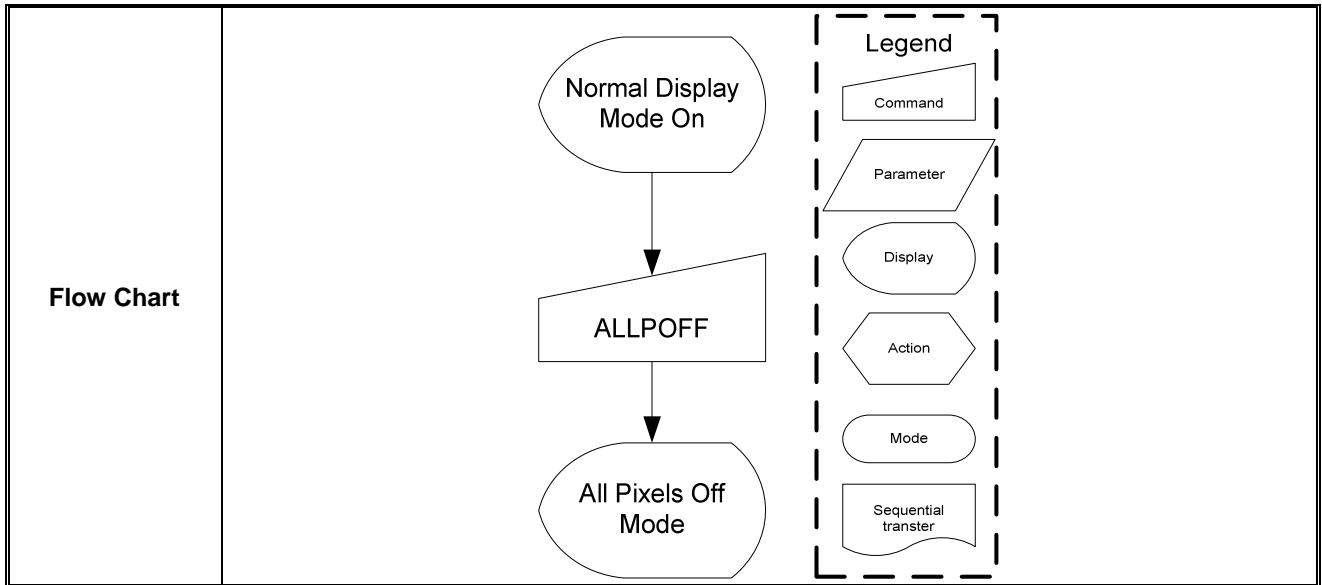 Flow Chart
Normal Display
Mode On
ALLPOFF
All Pixels Off
Mode
Legend
Command
Parameter
Display
Action
Mode
Sequential
transter